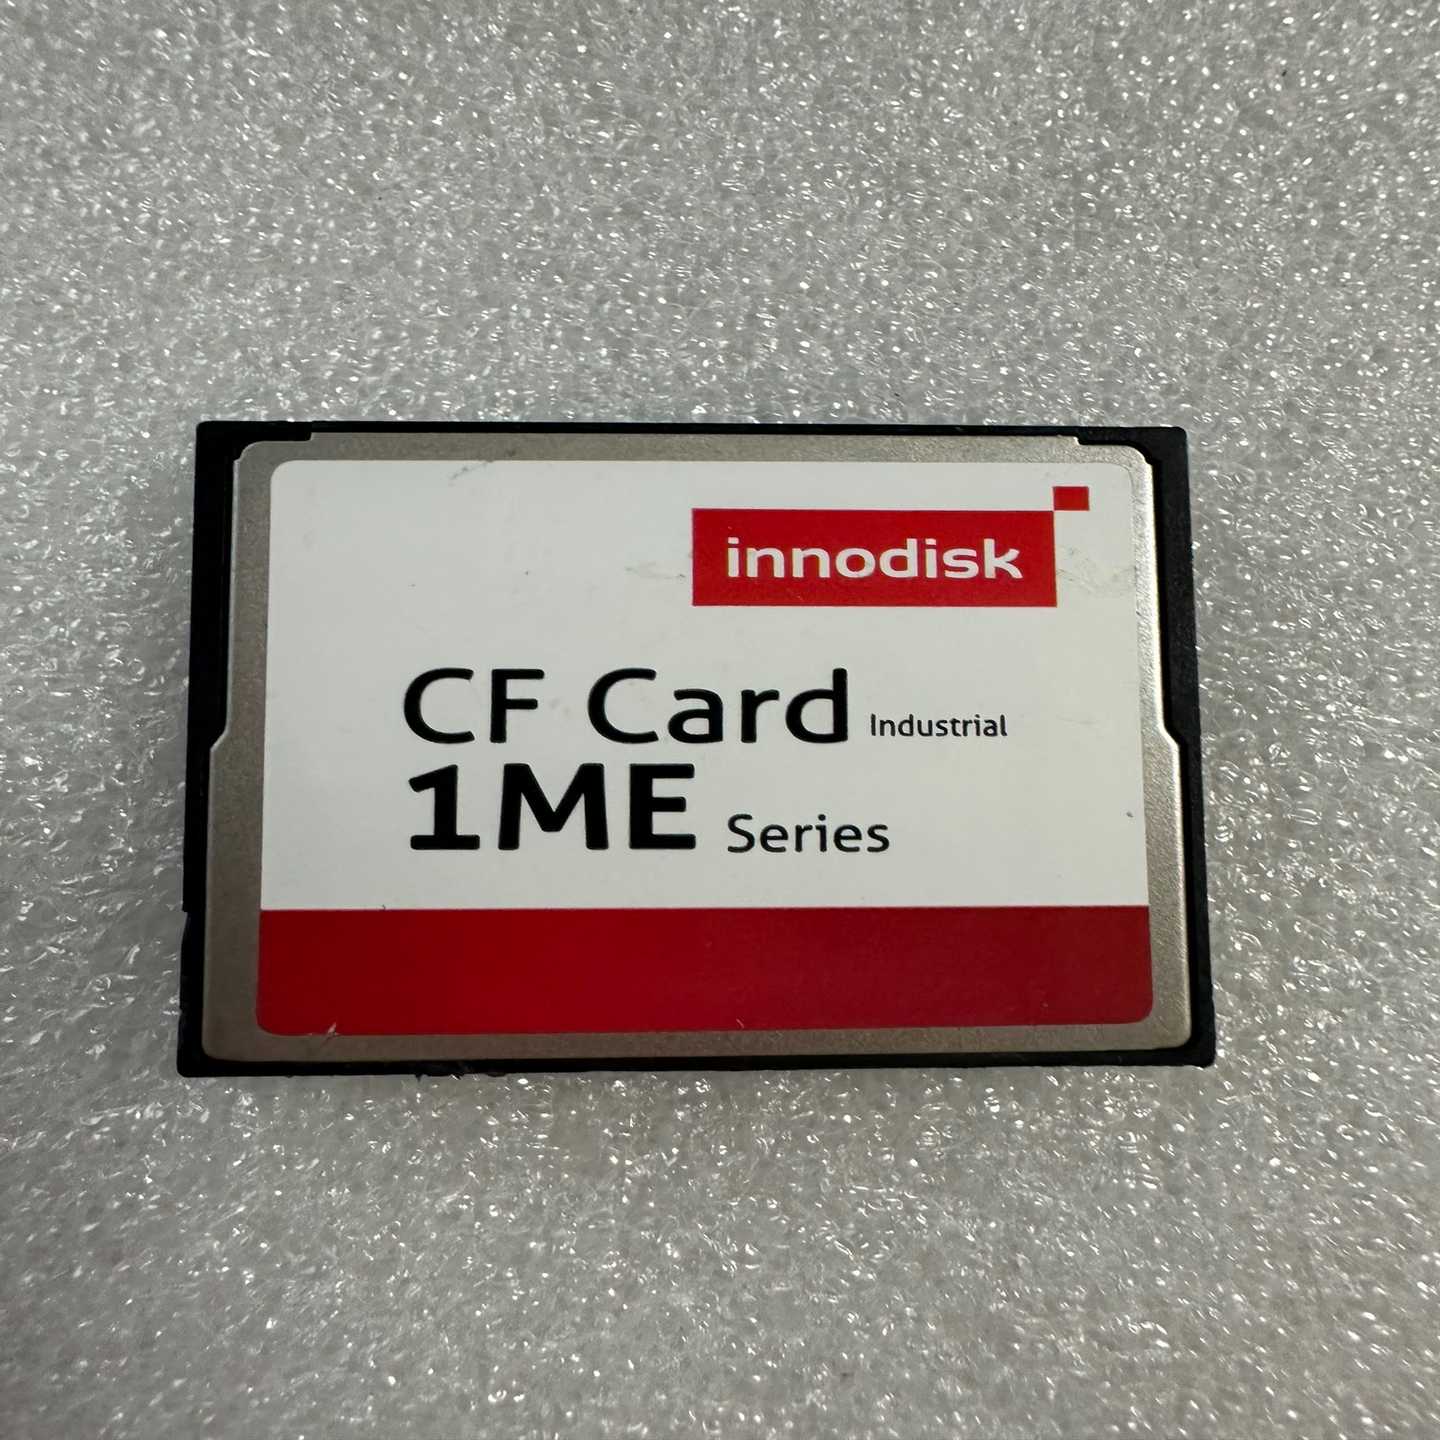 innodisk
CF Card Industrial
1ME Series